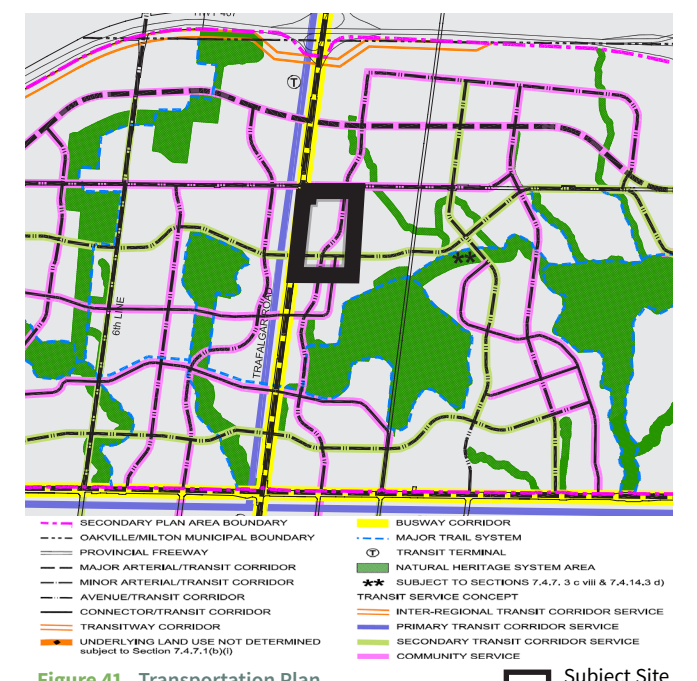 HWY 407
T
6th LINE
TRAFALGAR ROAD
**
SECONDARY PLAN AREA BOUNDARY
OAKVILLE/MILTON MUNICIPAL BOUNDARY
PROVINCIAL FREEWAY
MAJOR ARTERIAL/TRANSIT CORRIDOR
MINOR ARTERIAL/TRANSIT CORRIDOR
AVENUE/TRANSIT CORRIDOR
CONNECTOR/TRANSIT CORRIDOR
TRANSITWAY CORRIDOR
UNDERLYING LAND USE NOT DETERMINED
subject to Section 7.4.7.1(b)(i)
BUSWAY CORRIDOR
MAJOR TRAIL SYSTEM
T TRANSIT TERMINAL
NATURAL HERITAGE SYSTEM AREA
** SUBJECT TO SECTIONS 7.4.7, 3 c viii & 7.4.14,3 d)
TRANSIT SERVICE CONCEPT
INTER-REGIONAL TRANSIT CORRIDOR SERVICE
PRIMARY TRANSIT CORRIDOR SERVICE
SECONDARY TRANSIT CORRIDOR SERVICE
COMMUNITY SERVICE
Figure 41 Transportation Plan
Subject Site